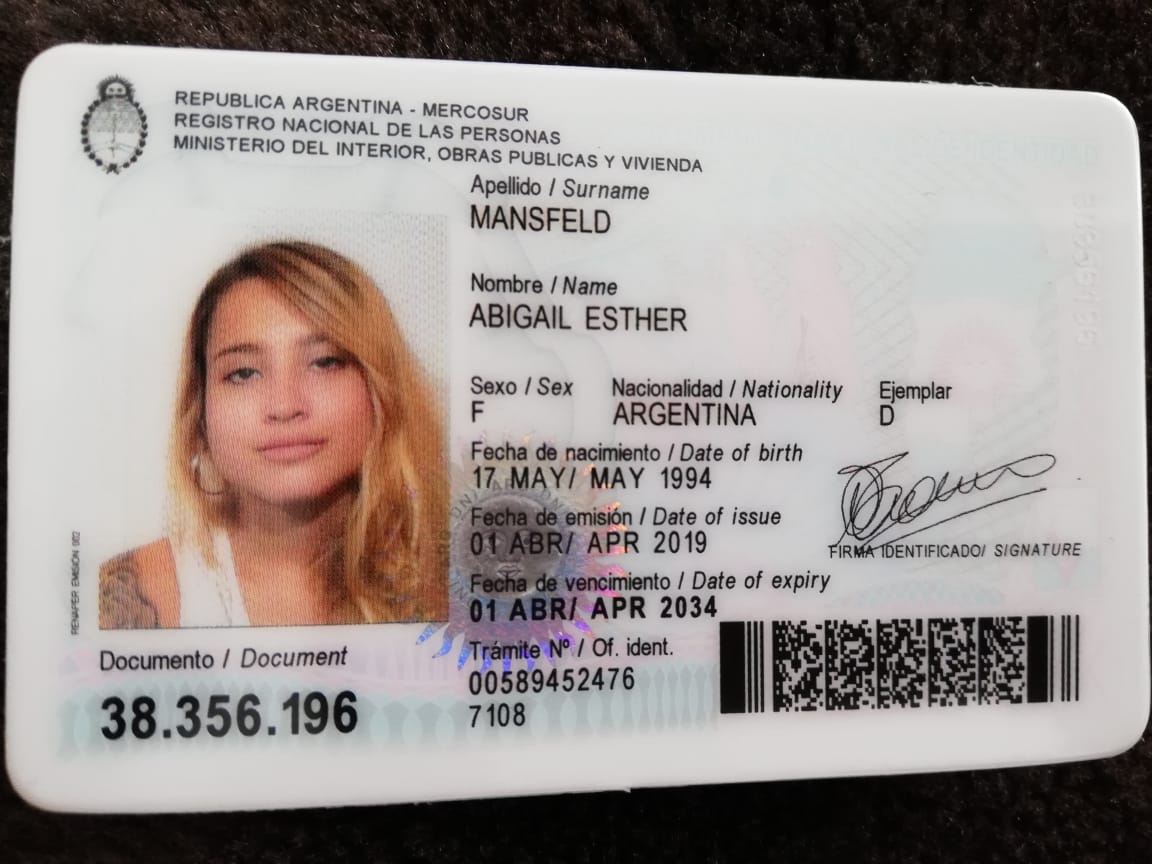 REPUBLICA ARGENTINA - MERCOSUR
REGISTRO NACIONAL DE LAS PERSONAS
MINISTERIO DEL INTERIOR, OBRAS PUBLICAS Y VIVIENDA
Apellido / Surname
MANSFELD
Nombre / Name
ABIGAIL ESTHER
Sexo / Sex Nacionalidad / Nationality Ejemplar
F ARGENTINA D
Fecha de nacimiento / Date of birth
17 MAY/ MAY 1994
Fecha de emisión / Date of issue
01 ABR/ APR 2019
FIRMA IDENTIFICADO/ SIGNATURE
Fecha de vencimiento / Date of expiry
01 ABR/ APR 2034
RENAPER EMISION 002
Documento / Document
38.356.196
Trámite Nº / Of. ident.
00589452476
7108